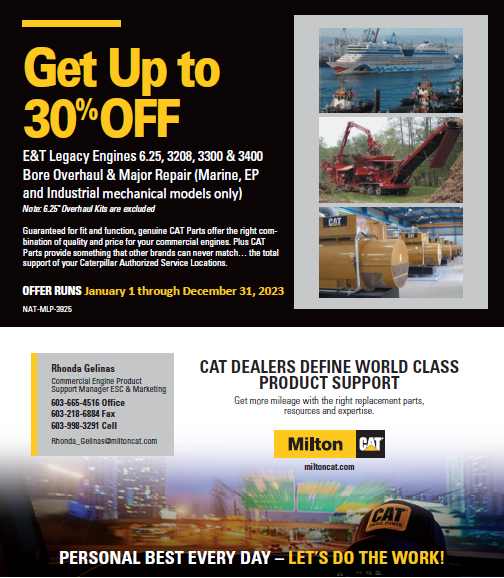 Get Up to
30% OFF
E&T Legacy Engines 6.25, 3208, 3300 & 3400
Bore Overhaul & Major Repair (Marine, EP
and Industrial mechanical models only)
Note: 6.25" Overhaul Kits are excluded
Guaranteed for fit and function, genuine CAT Parts offer the right com-
bination of quality and price for your commercial engines. Plus CAT
Parts provide something that other brands can never match… the total
support of your Caterpillar Authorized Service Locations.
OFFER RUNS January 1 through December 31, 2023
NAT-MLP-3925
CAT
Rhonda Gelinas
Commercial Engine Product
Support Manager ESC & Marketing
603-665-4516 Office
603-218-6884 Fax
603-998-3291 Cell
Rhonda_Gelinas@miltoncat.com
CAT DEALERS DEFINE WORLD CLASS
PRODUCT SUPPORT
Get more mileage with the right replacement parts,
resources and expertise.
Milton CAT
miltoncat.com
CAT
DIESEL POWER
PERSONAL BEST EVERY DAY – LET'S DO THE WORK!